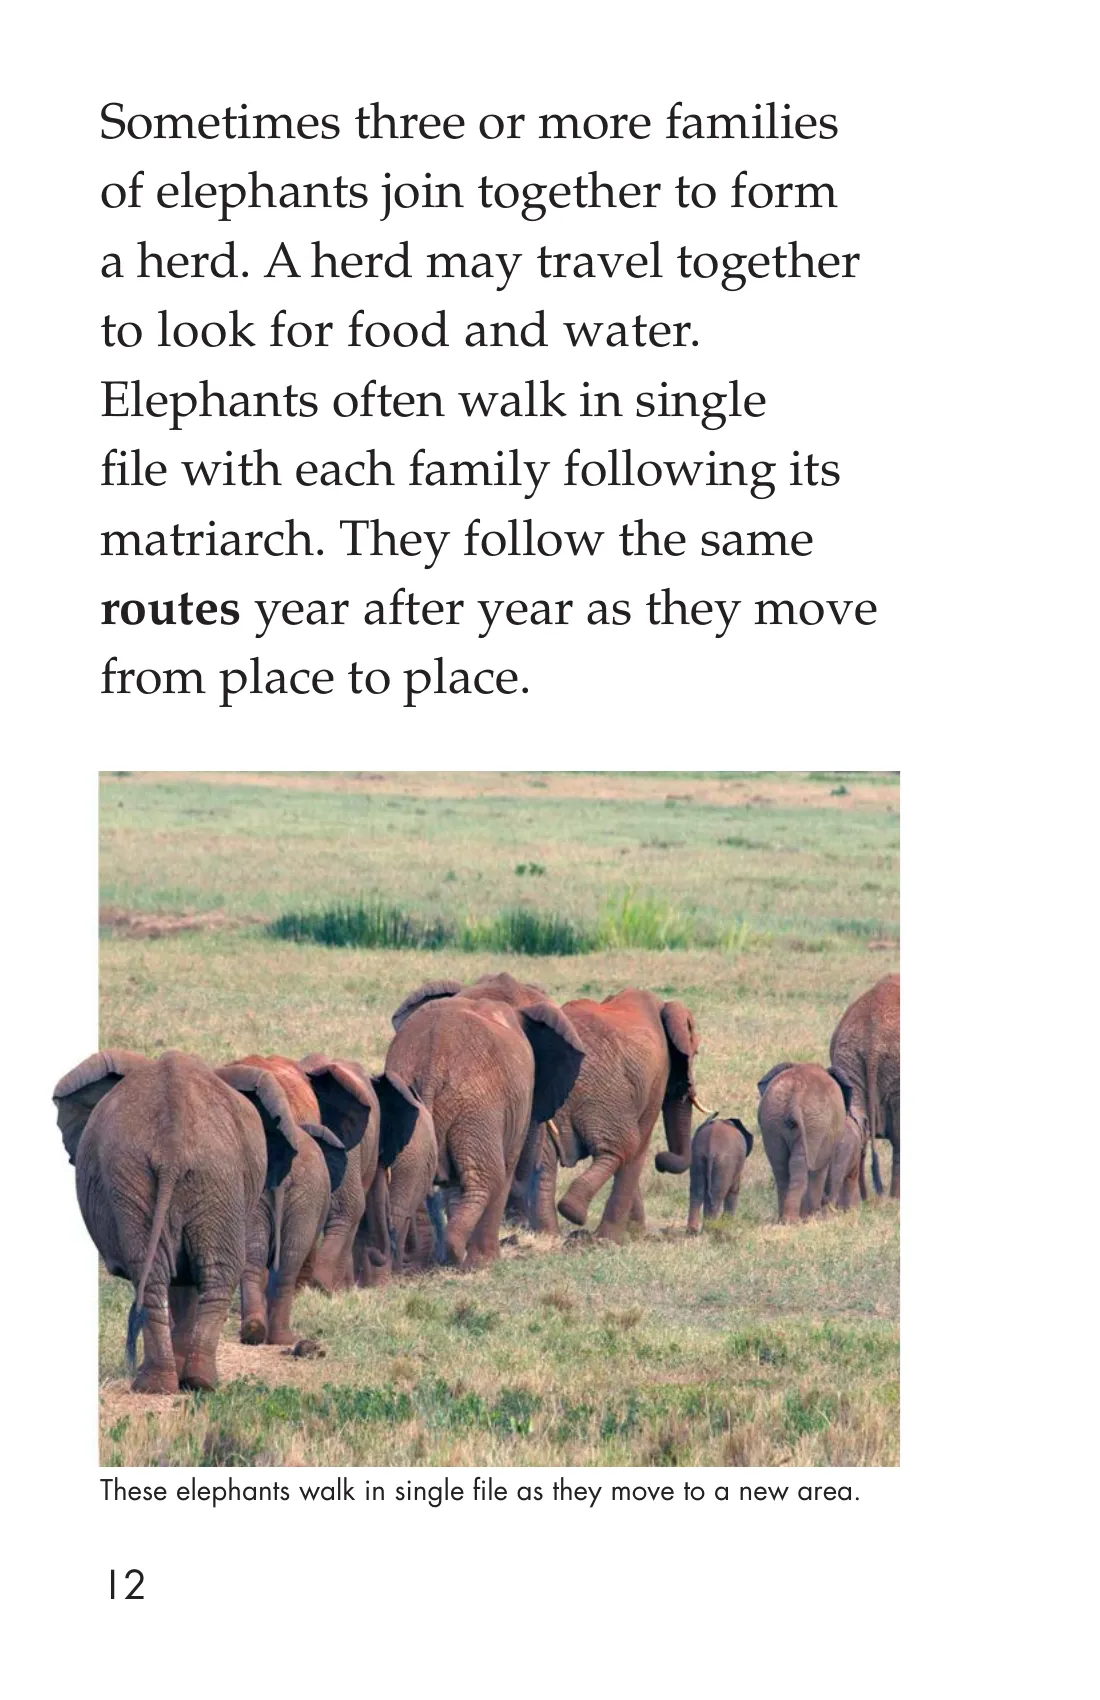 Sometimes three or more families
of elephants join together to form
a herd. A herd may travel together
to look for food and water.
Elephants often walk in single
file with each family following its
matriarch. They follow the same
routes year after year as they move
from place to place.
These elephants walk in single file as they move to a new area.
12